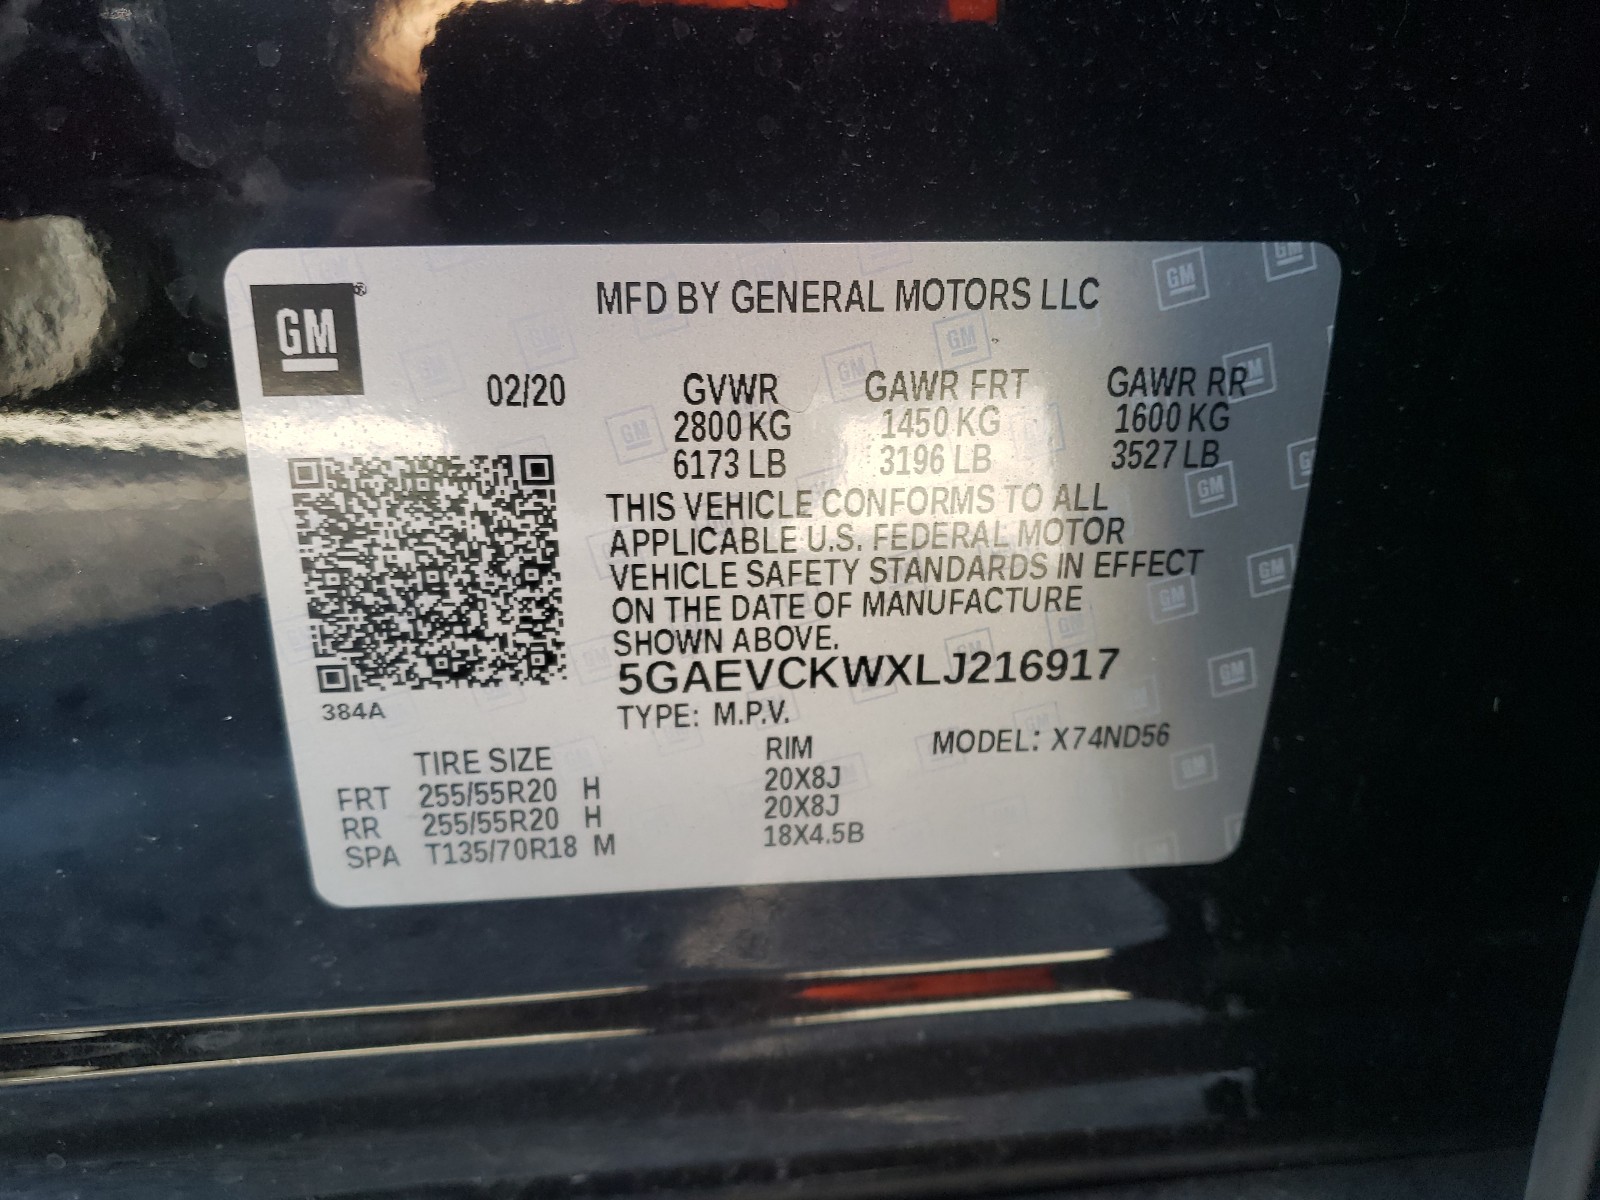 GM
MFD BY GENERAL MOTORS LLC
02/20 GVWR GAWR FRT GAWR RR
2800 KG 1450 KG 1600 KG
6173 LB 3196 LB 3527 LB
THIS VEHICLE CONFORMS TO ALL
APPLICABLE U.S. FEDERAL MOTOR
VEHICLE SAFETY STANDARDS IN EFFECT
ON THE DATE OF MANUFACTURE
SHOWN ABOVE.
5GAEVCKWXLJ216917
384A
TYPE: M.P.V.
TIRE SIZE RIM MODEL: X74ND56
FRT 255/55R20 H 20X8J
RR 255/55R20 H 20X8J
SPA T135/70R18 M 18X4.5B